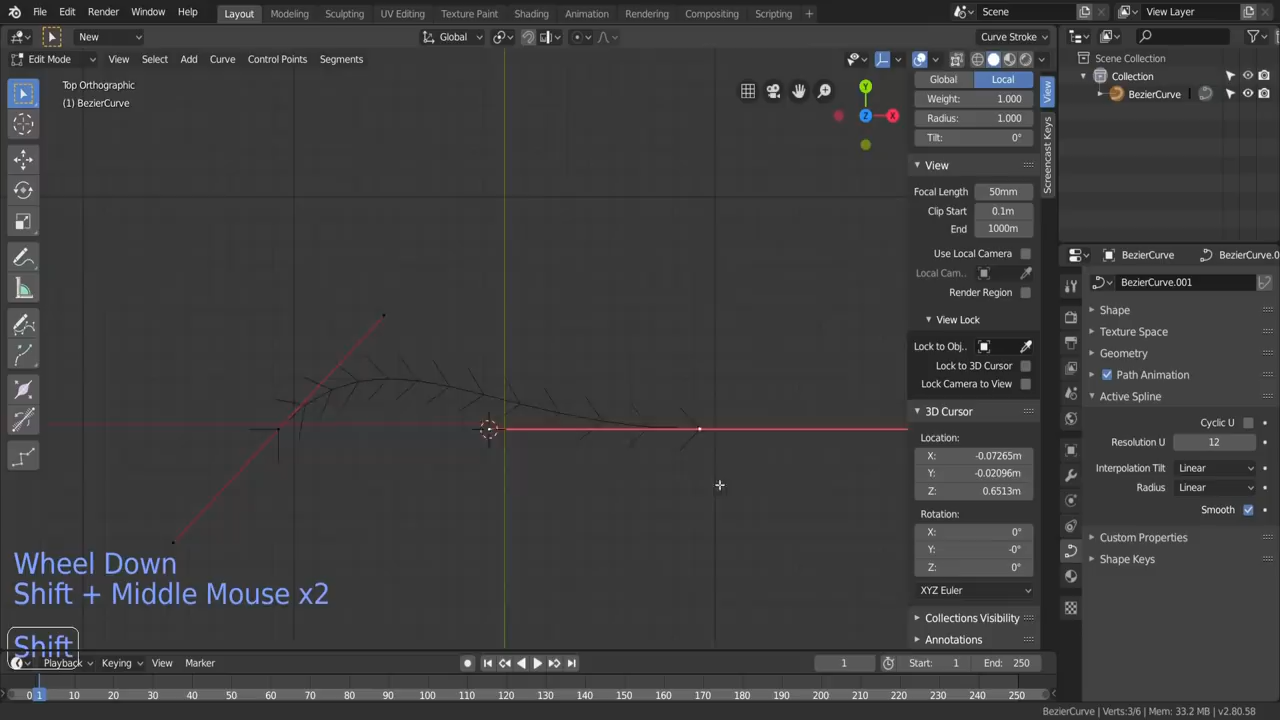 File Edit Render Window Help Layout Modeling Sculpting UV Editing Texture Paint Shading Animation Rendering Compositing Scripting + Scene View Layer
New Global Curve Stroke
Edit Mode View Select Add Curve Control Points Segments
Top Orthographic
(1) BezierCurve
Y
Z
X
Global Local
Weight: 1.000
Radius: 1.000
Tilt: 0°
View
Focal Length 50mm
Clip Start 0.1m
End 1000m
Use Local Camera
Local Cam..
Render Region
View Lock
Lock to Obj..
Lock to 3D Cursor
Lock Camera to View
3D Cursor
Location:
X: -0.07265m
Y: -0.02096m
Z: 0.6513m
Rotation:
X: 0°
Y: -0°
Z: 0°
XYZ Euler
Collections Visibility
Annotations
View
Screencast Keys
Scene Collection
Collection
BezierCurve
BezierCurve BezierCurve.0
BezierCurve.001
Shape
Texture Space
Geometry
Path Animation
Active Spline
Cyclic U
Resolution U 12
Interpolation Tilt Linear
Radius Linear
Smooth
Custom Properties
Shape Keys
Wheel Down
Shift + Middle Mouse x2
Shift
Playback Keying View Marker 1 Start: 1 End: 250
0 1 10 20 30 40 50 60 70 80 90 100 110 120 130 140 150 160 170 180 190 200 210 220 230 240 250
BezierCurve | Verts:3/6 | Mem: 33.2 MB | v2.80.58